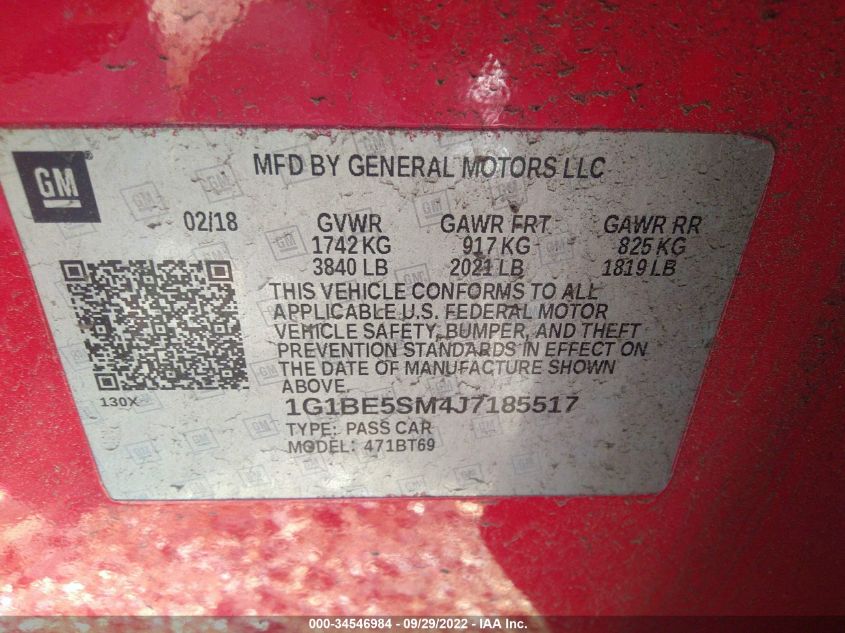 GM
MFD BY GENERAL MOTORS LLC
02/18 GVWR GAWR FRT GAWR RR
1742 KG 917 KG 825 KG
3840 LB 2021 LB 1819 LB
THIS VEHICLE CONFORMS TO ALL
APPLICABLE U.S. FEDERAL MOTOR
VEHICLE SAFETY, BUMPER, AND THEFT
PREVENTION STANDARDS IN EFFECT ON
THE DATE OF MANUFACTURE SHOWN
ABOVE.
130X
1G1BE5SM4J7185517
TYPE: PASS CAR
MODEL: 471BT69
000-34546984 / 09/29/2022 - IAA Inc.